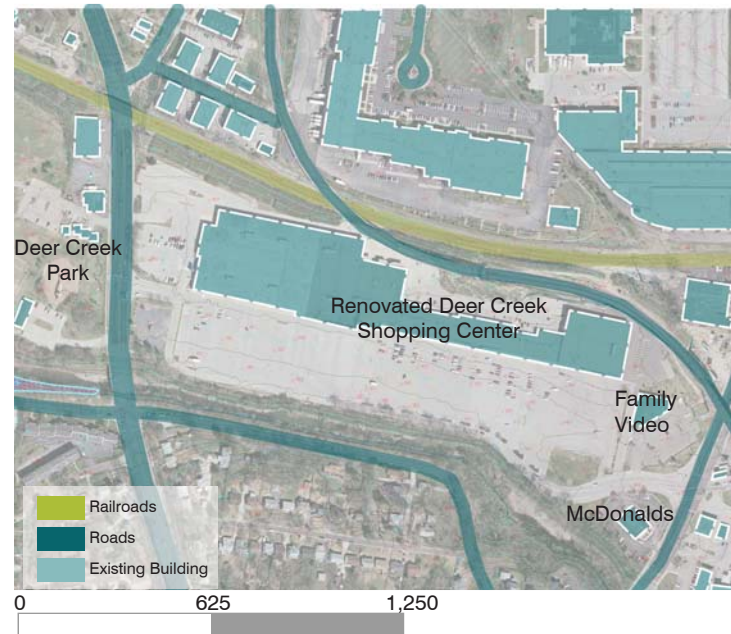 Deer Creek
Park
Renovated Deer Creek
Shopping Center
Family
Video
McDonalds
Railroads
Roads
Existing Building
0 625 1,250